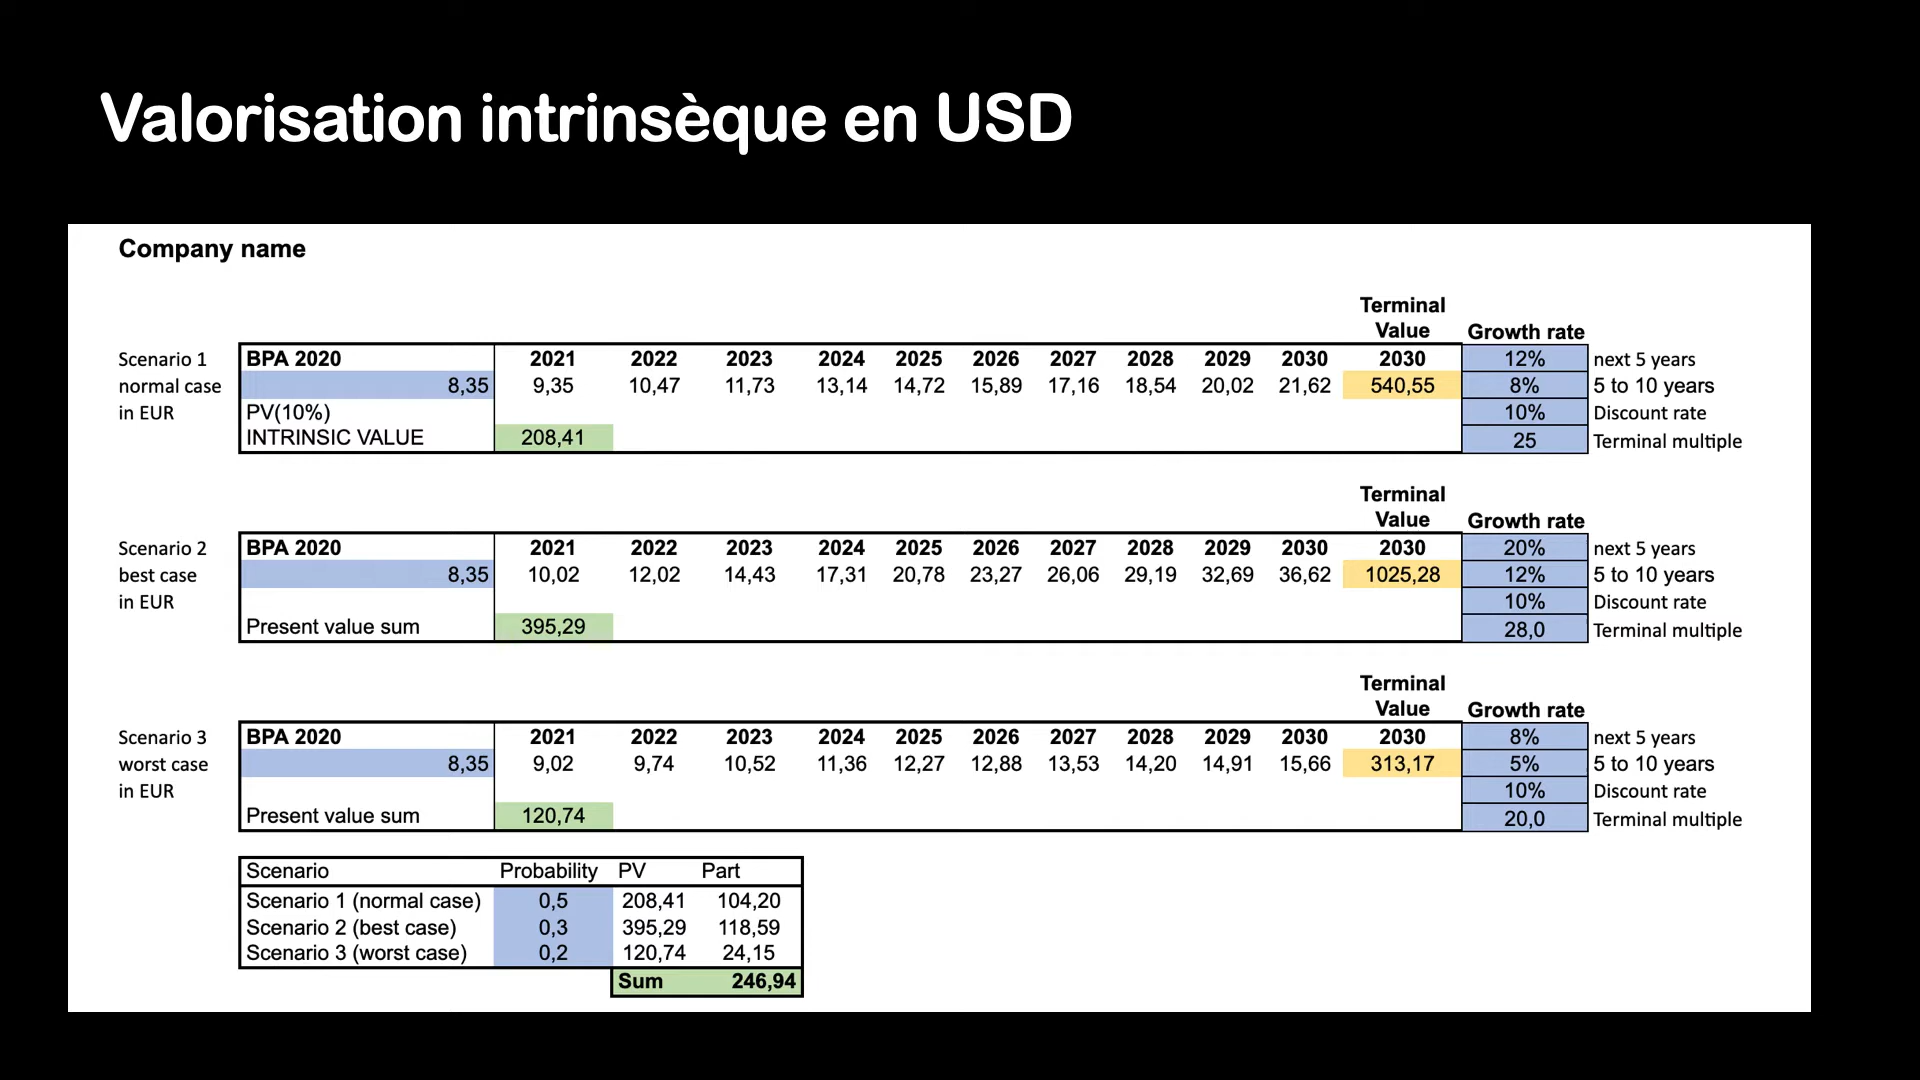 Valorisation intrinsèque en USD
Company name
Terminal
Value Growth rate
Scenario 1 BPA 2020 2021 2022 2023 2024 2025 2026 2027 2028 2029 2030 2030 12% next 5 years
normal case 8,35 9,35 10,47 11,73 13,14 14,72 15,89 17,16 18,54 20,02 21,62 540,55 8% 5 to 10 years
in EUR PV(10%) 10% Discount rate
INTRINSIC VALUE 208,41 25 Terminal multiple
Terminal
Value Growth rate
Scenario 2 BPA 2020 2021 2022 2023 2024 2025 2026 2027 2028 2029 2030 2030 20% next 5 years
best case 8,35 10,02 12,02 14,43 17,31 20,78 23,27 26,06 29,19 32,69 36,62 1025,28 12% 5 to 10 years
in EUR 10% Discount rate
Present value sum 395,29 28,0 Terminal multiple
Terminal
Value Growth rate
Scenario 3 BPA 2020 2021 2022 2023 2024 2025 2026 2027 2028 2029 2030 2030 8% next 5 years
worst case 8,35 9,02 9,74 10,52 11,36 12,27 12,88 13,53 14,20 14,91 15,66 313,17 5% 5 to 10 years
in EUR 10% Discount rate
Present value sum 120,74 20,0 Terminal multiple
Scenario Probability PV Part
Scenario 1 (normal case) 0,5 208,41 104,20
Scenario 2 (best case) 0,3 395,29 118,59
Scenario 3 (worst case) 0,2 120,74 24,15
Sum 246,94